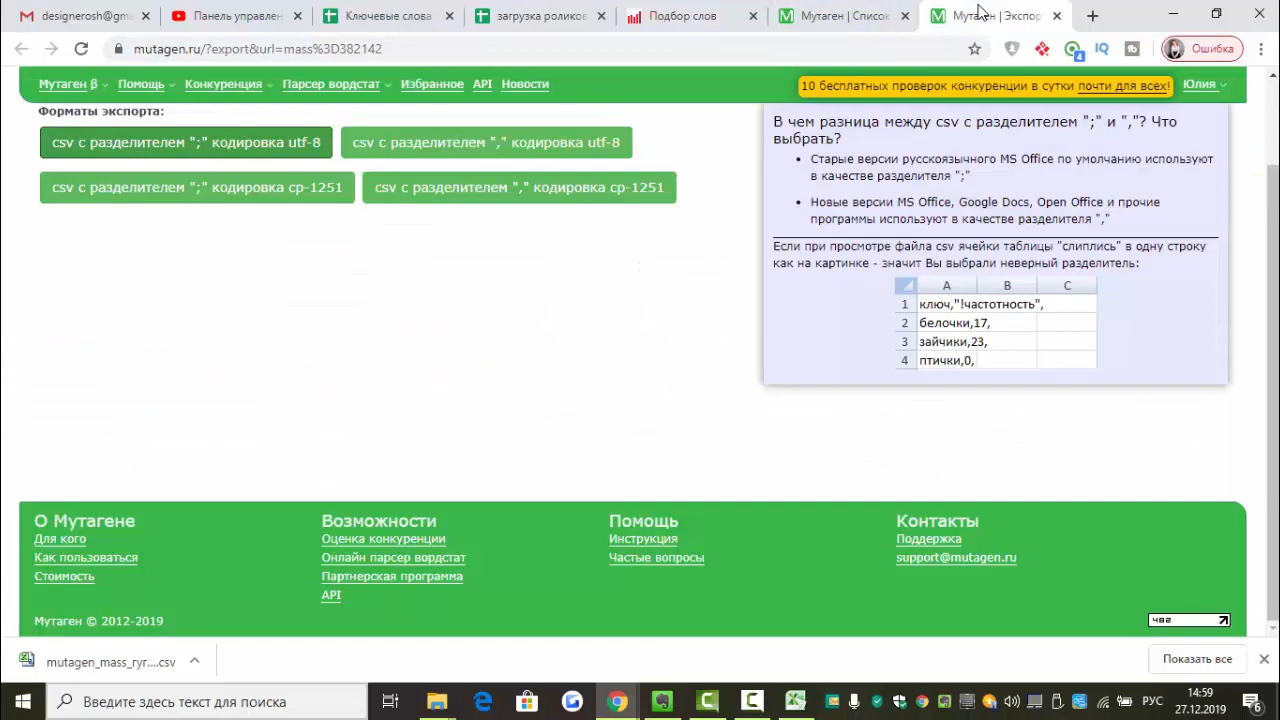 designerosh@gma
Панель управлен
Ключевые слова
загрузка роликов
Подбор слов
Мутаген | Список
Мутаген | Экспор
mutagen.ru/?export&url=mass%3D382142
4
Ошибка
Мутаген β
Помощь
Конкуренция
Парсер вордстат
Избранное
API
Новости
10 бесплатных проверок конкуренции в сутки почти для всех!
Юлия
Форматы экспорта:
csv с разделителем ";" кодировка utf-8
csv с разделителем "," кодировка utf-8
csv с разделителем ";" кодировка cp-1251
csv с разделителем "," кодировка cp-1251
В чем разница между csv с разделителем ";" и ","? Что
выбрать?
Старые версии русскоязычного MS Office по умолчанию используют
в качестве разделителя ";"
Новые версии MS Office, Google Docs, Open Office и прочие
программы используют в качестве разделителя ","
Если при просмотре файла csv ячейки таблицы "слиплись" в одну строку
как на картинке - значит Вы выбрали неверный разделитель:
A B C
1 ключ,"!частотность",
2 белочки,17,
3 зайчики,23,
4 птички,0,
О Мутагене
Для кого
Как пользоваться
Стоимость
Возможности
Оценка конкуренции
Онлайн парсер вордстат
Партнерская программа
API
Помощь
Инструкция
Частые вопросы
Контакты
Поддержка
support@mutagen.ru
Мутаген © 2012-2019
mutagen_mass_ryr....csv
Показать все
Введите здесь текст для поиска
РУС
14:59
27.12.2019
6